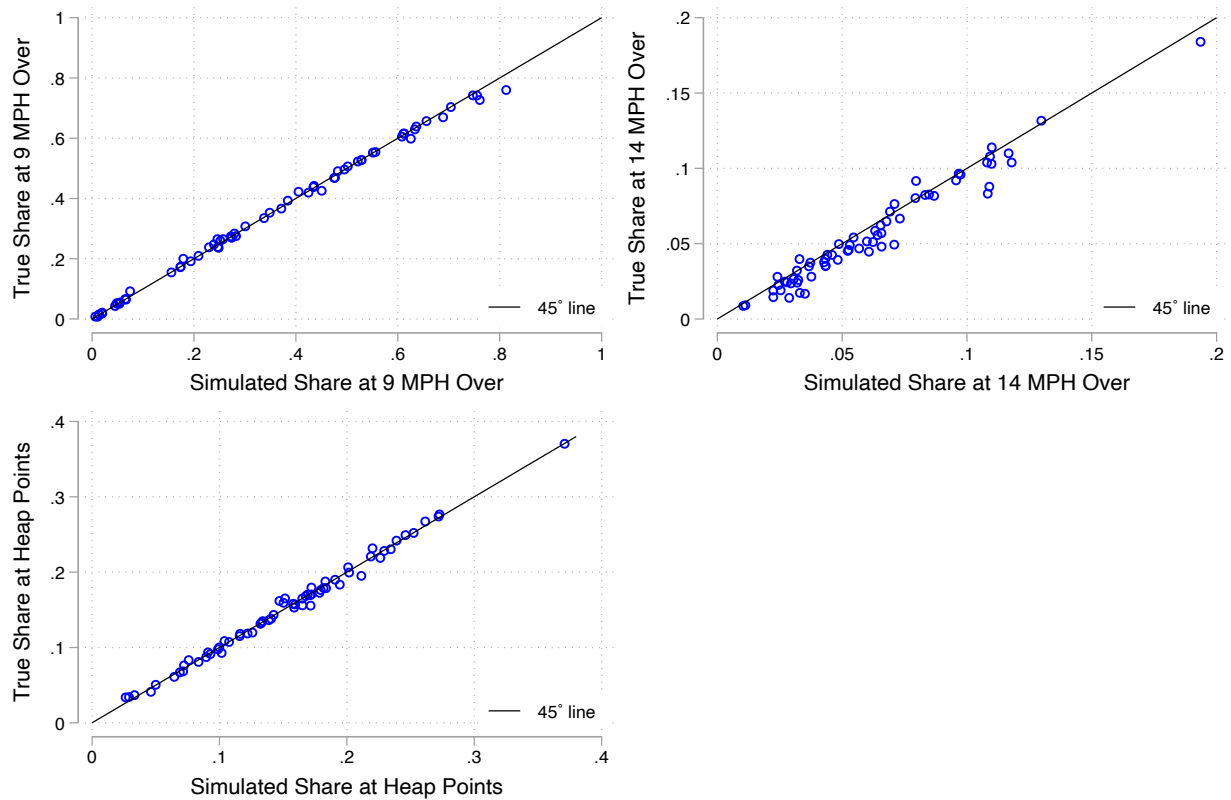 True Share at 9 MPH Over
1
.8
.6
.4
.2
0
45˚ line
0 .2 .4 .6 .8 1
Simulated Share at 9 MPH Over
True Share at 14 MPH Over
.2
.15
.1
.05
0
45˚ line
0 .05 .1 .15 .2
Simulated Share at 14 MPH Over
True Share at Heap Points
.4
.3
.2
.1
0
45˚ line
0 .1 .2 .3 .4
Simulated Share at Heap Points